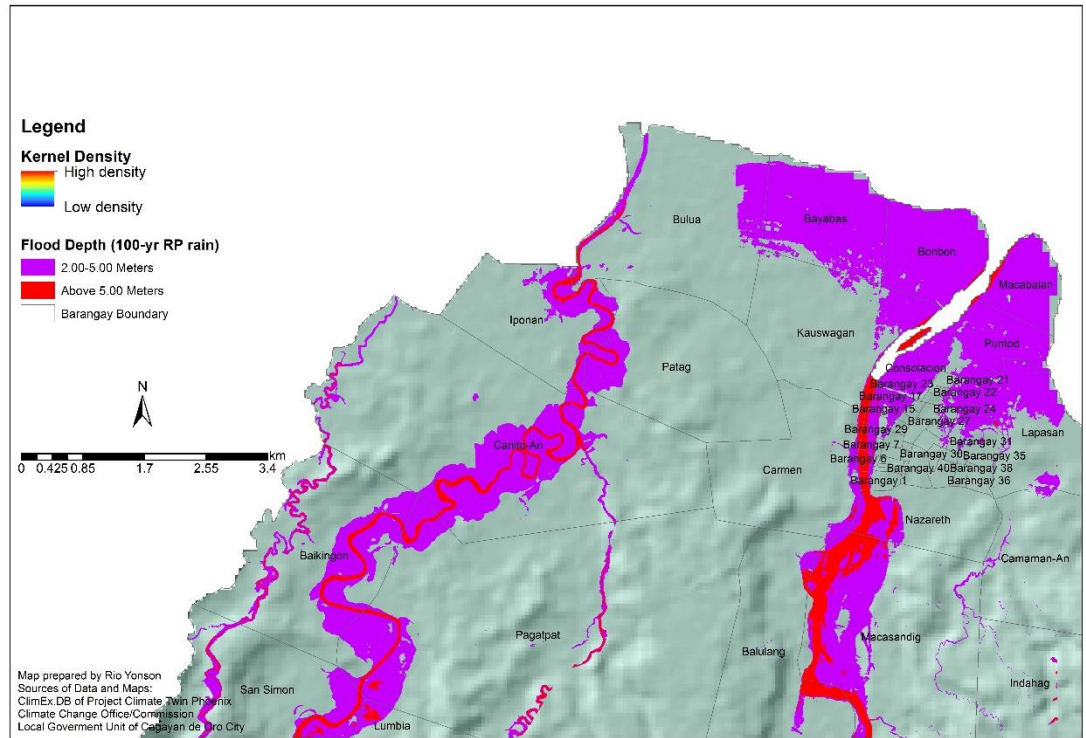 Legend
Kernel Density
High density
Low density
Flood Depth (100-yr RP rain)
2.00-5.00 Meters
Above 5.00 Meters
Barangay Boundary
N
km
0 0.425 0.85 1.7 2.55 3.4
Bulua
Bayabas
Bonbon
Macabalan
Iponan
Kauswagan
Puntod
Patag
Consolacion
Barangay 23
Barangay 21
Barangay 17
Barangay 22
Barangay 15
Barangay 24
Barangay 27
Barangay 29
Lapasan
Canito-An
Barangay 7
Barangay 31
Barangay 6
Barangay 30
Barangay 35
Carmen
Barangay 40
Barangay 38
Barangay 1
Barangay 36
Nazareth
Baikingon
Camaman-An
Pagatpat
Balulang
Macasandig
San Simon
Indahag
Lumbia
Map prepared by Rio Yonson
Sources of Data and Maps:
ClimEx.DB of Project Climate Twin Phoenix
Climate Change Office/Commission
Local Goverment Unit of Cagayan de Oro City